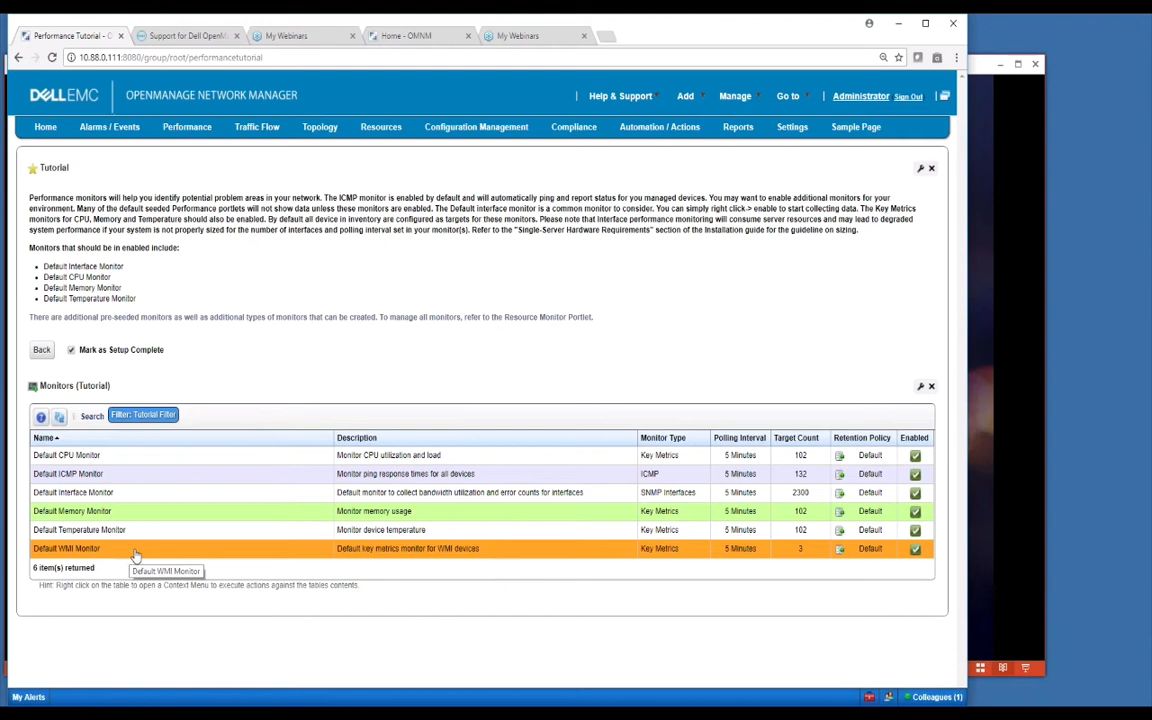 Performance Tutorial - O
Support for Dell OpenM
My Webinars
Home - OMNM
My Webinars
10.88.0.111:8080/group/root/performancetutorial
DELLEMC
OPENMANAGE NETWORK MANAGER
Help & Support
Add
Manage
Go to
Administrator
Sign Out
Home
Alarms / Events
Performance
Traffic Flow
Topology
Resources
Configuration Management
Compliance
Automation / Actions
Reports
Settings
Sample Page
Tutorial
Performance monitors will help you identify potential problem areas in your network. The ICMP monitor is enabled by default and will automatically ping and report status for you managed devices. You may want to enable additional monitors for your
environment. Many of the default seeded Performance portlets will not show data unless these monitors are enabled. The Default interface monitor is a common monitor to consider. You can simply right click-> enable to start collecting data. The Key Metrics
monitors for CPU, Memory and Temperature should also be enabled. By default all device in inventory are configured as targets for these monitors. Please note that Interface performance monitoring will consume server resources and may lead to degraded
system performance if your system is not properly sized for the number of interfaces and polling interval set in your monitor(s). Refer to the "Single-Server Hardware Requirements" section of the Installation guide for the guideline on sizing.
Monitors that should be in enabled include:
• Default Interface Monitor
• Default CPU Monitor
• Default Memory Monitor
• Default Temperature Monitor
There are additional pre-seeded monitors as well as additional types of monitors that can be created. To manage all monitors, refer to the Resource Monitor Portlet.
Back
Mark as Setup Complete
Monitors (Tutorial)
Search
Filter: Tutorial Filter
Name Description Monitor Type Polling Interval Target Count Retention Policy Enabled
Default CPU Monitor Monitor CPU utilization and load Key Metrics 5 Minutes 102 Default
Default ICMP Monitor Monitor ping response times for all devices ICMP 5 Minutes 132 Default
Default Interface Monitor Default monitor to collect bandwidth utilization and error counts for interfaces SNMP Interfaces 5 Minutes 2300 Default
Default Memory Monitor Monitor memory usage Key Metrics 5 Minutes 102 Default
Default Temperature Monitor Monitor device temperature Key Metrics 5 Minutes 102 Default
Default WMI Monitor Default key metrics monitor for WMI devices Key Metrics 5 Minutes 3 Default
6 item(s) returned
Default WMI Monitor
Hint: Right click on the table to open a Context Menu to execute actions against the tables contents.
My Alerts
Colleagues (1)